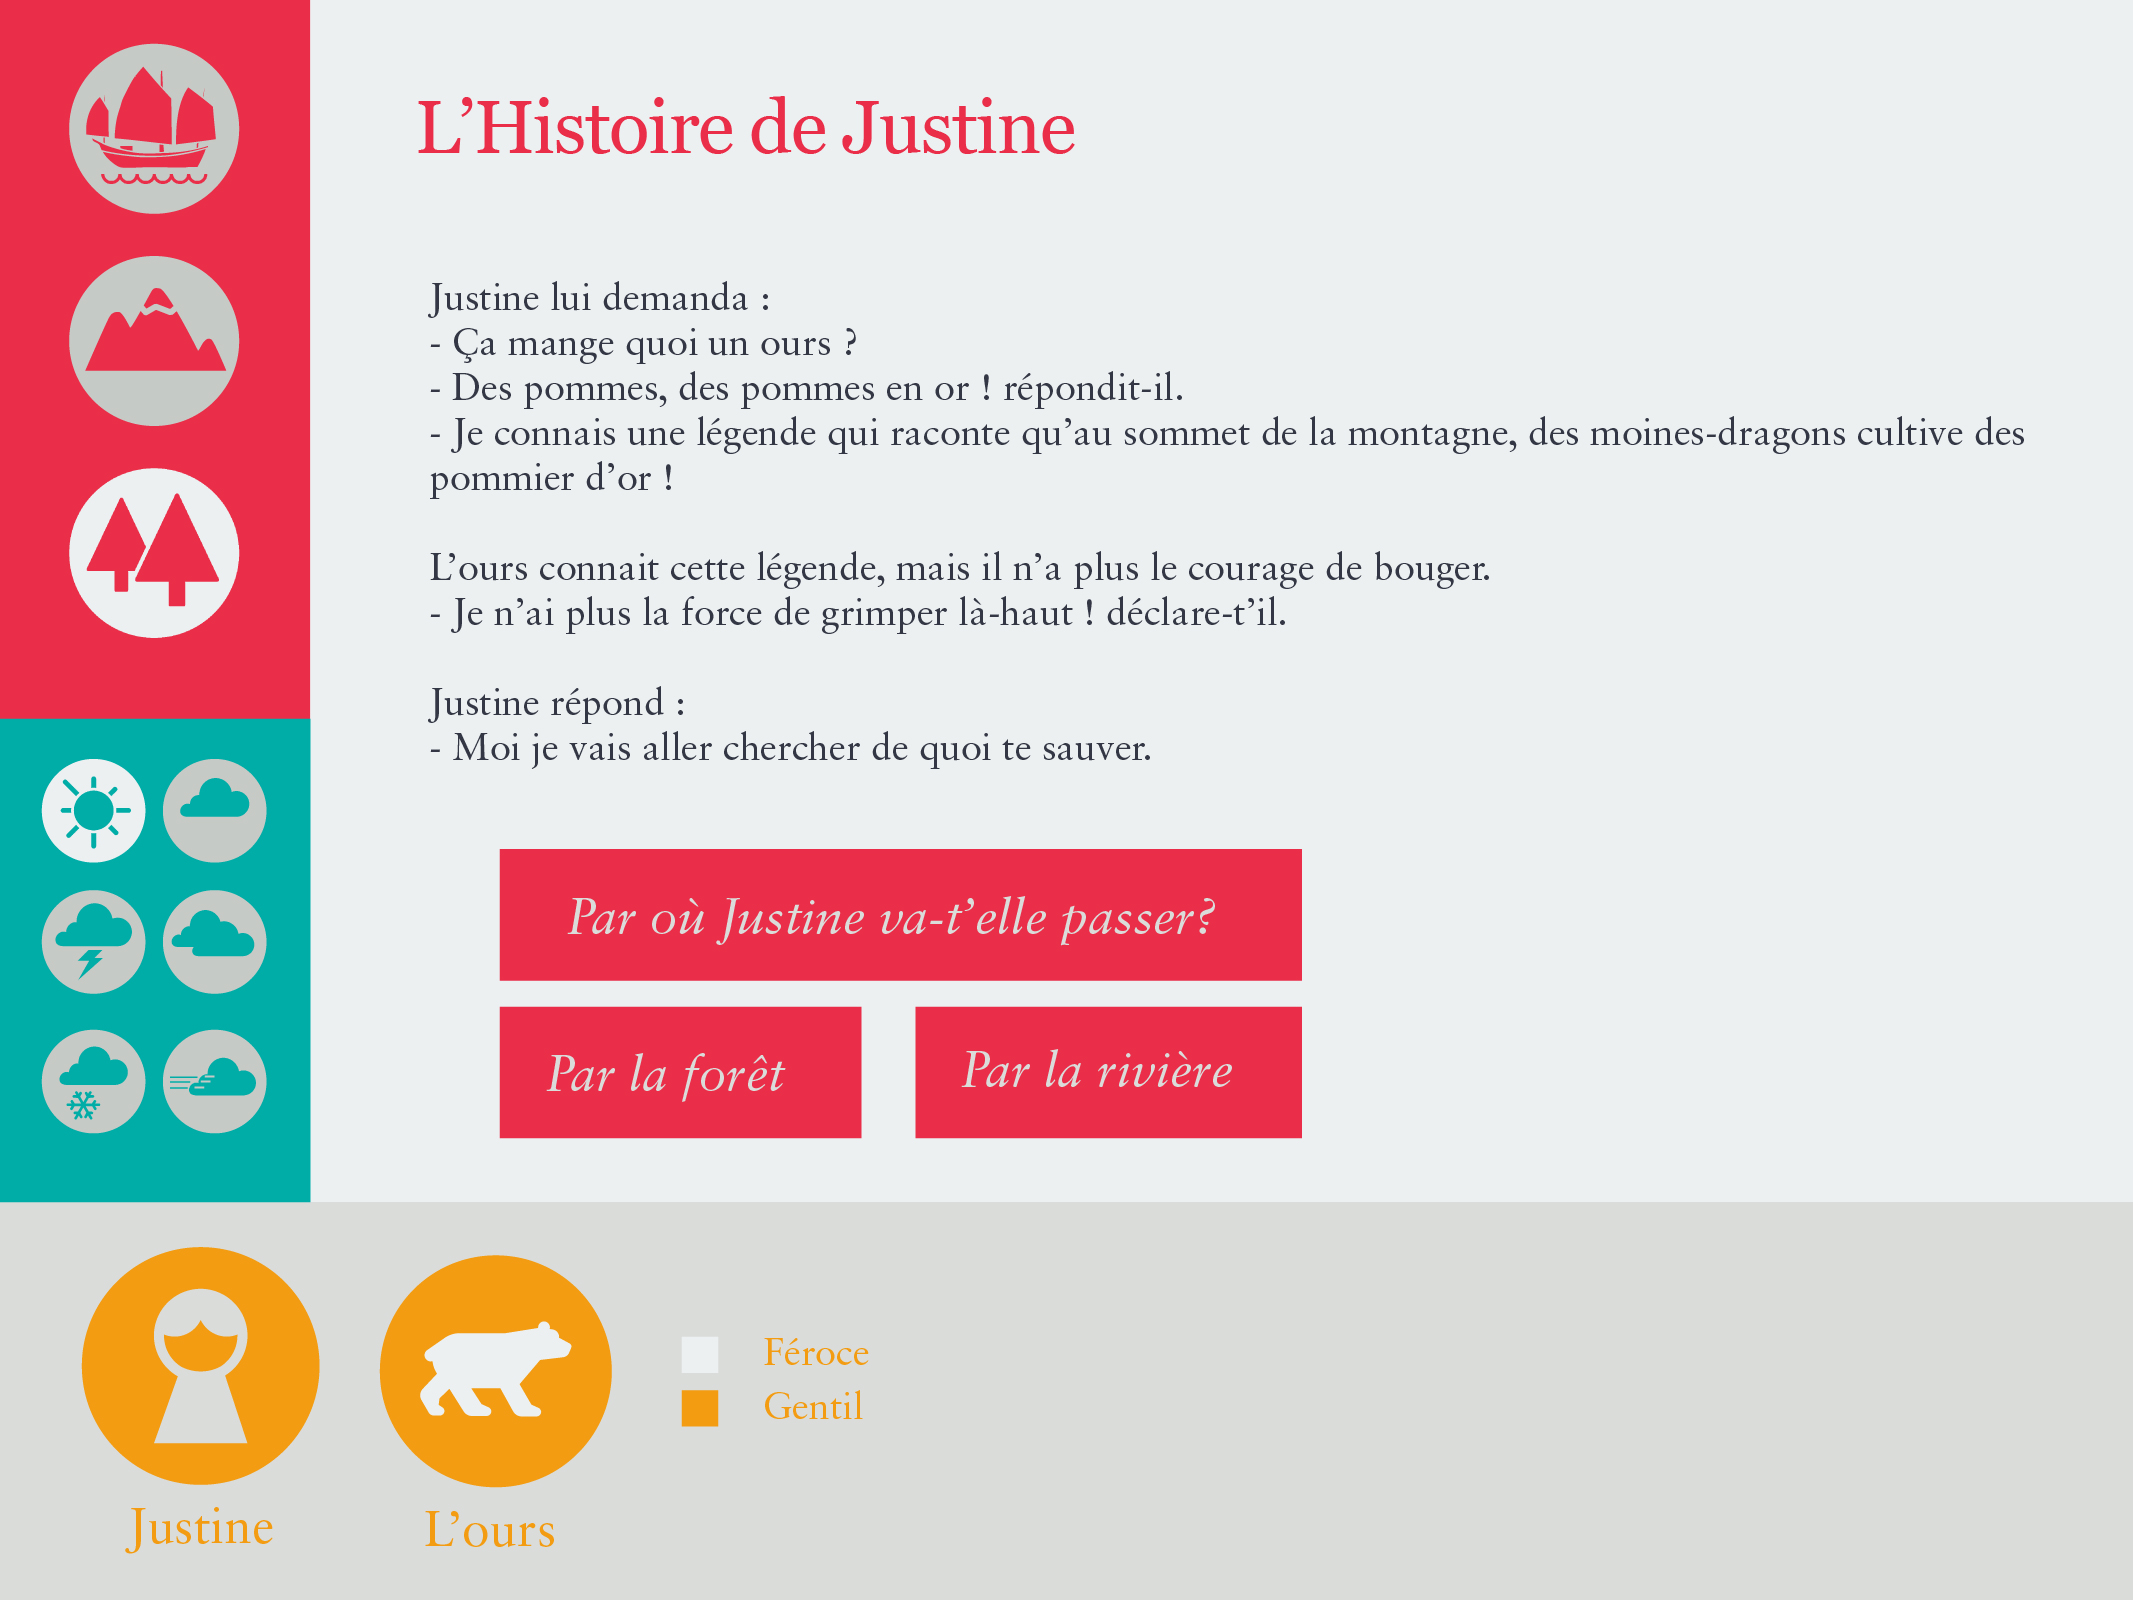 L’Histoire de Justine
Justine lui demanda :
- Ça mange quoi un ours ?
- Des pommes, des pommes en or ! répondit-il.
- Je connais une légende qui raconte qu’au sommet de la montagne, des moines-dragons cultive des
pommier d’or !
L’ours connait cette légende, mais il n’a plus le courage de bouger.
- Je n’ai plus la force de grimper là-haut ! déclare-t’il.
Justine répond :
- Moi je vais aller chercher de quoi te sauver.
Par où Justine va-t’elle passer?
Par la forêt
Par la rivière
Féroce
Gentil
Justine
L’ours